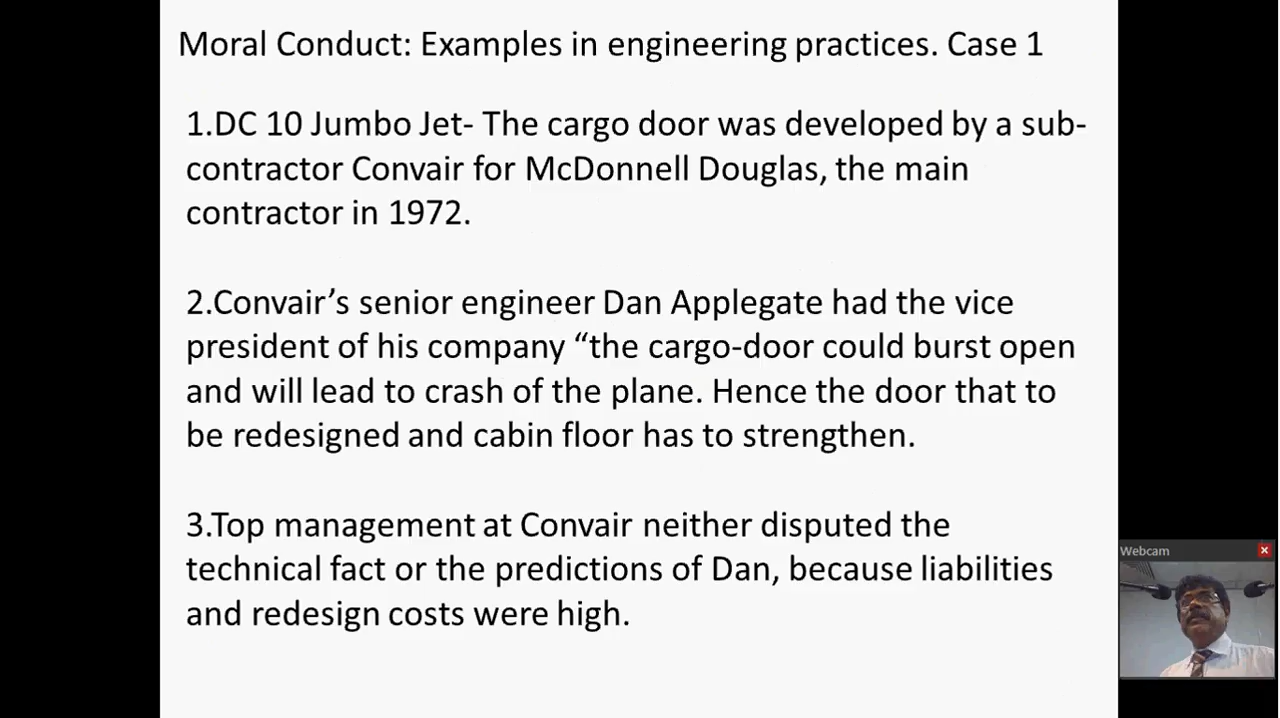 Moral Conduct: Examples in engineering practices. Case 1
1.DC 10 Jumbo Jet- The cargo door was developed by a sub-
contractor Convair for McDonnell Douglas, the main
contractor in 1972.
2.Convair’s senior engineer Dan Applegate had the vice
president of his company “the cargo-door could burst open
and will lead to crash of the plane. Hence the door that to
be redesigned and cabin floor has to strengthen.
3.Top management at Convair neither disputed the
technical fact or the predictions of Dan, because liabilities
and redesign costs were high.
Webcam